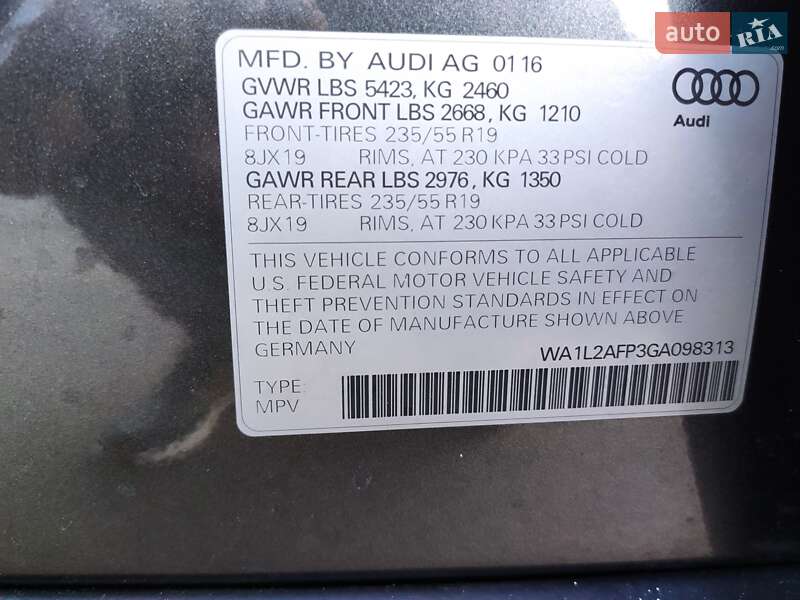 auto RIA .com
MFD. BY AUDI AG 01 16
GVWR LBS 5423, KG 2460
GAWR FRONT LBS 2668, KG 1210
FRONT-TIRES 235/55 R19
8JX19 RIMS, AT 230 KPA 33 PSI COLD
GAWR REAR LBS 2976, KG 1350
REAR-TIRES 235/55 R19
8JX19 RIMS, AT 230 KPA 33 PSI COLD
Audi
THIS VEHICLE CONFORMS TO ALL APPLICABLE
U.S. FEDERAL MOTOR VEHICLE SAFETY AND
THEFT PREVENTION STANDARDS IN EFFECT ON
THE DATE OF MANUFACTURE SHOWN ABOVE
GERMANY WA1L2AFP3GA098313
TYPE:
MPV